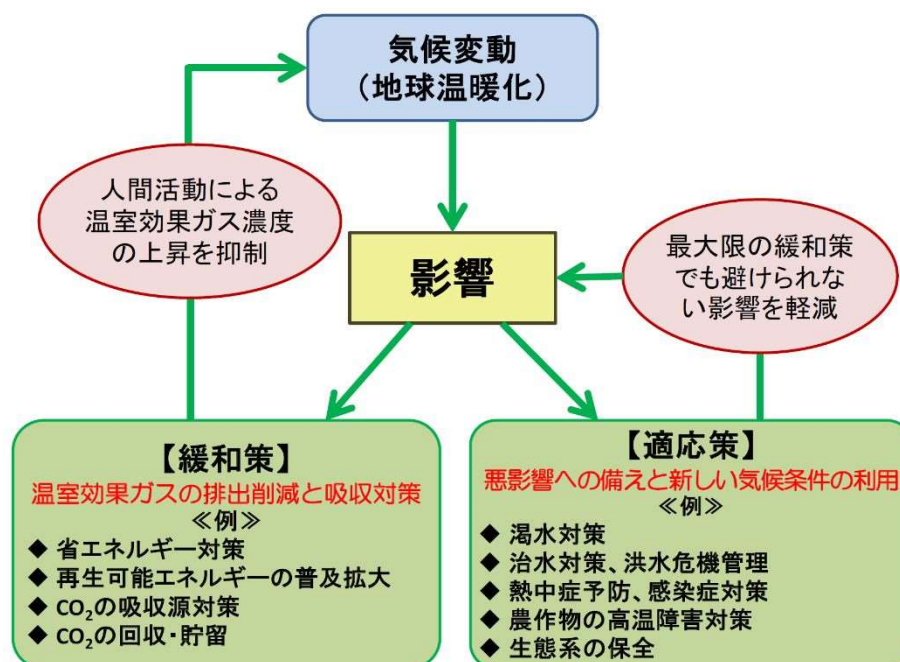 気候変動
（地球温暖化）
人間活動による
温室効果ガス濃度
の上昇を抑制
影響
最大限の緩和策
でも避けられな
い影響を軽減
【緩和策】
温室効果ガスの排出削減と吸収対策
≪例≫
◆ 省エネルギー対策
◆ 再生可能エネルギーの普及拡大
◆ CO₂の吸収源対策
◆ CO₂の回収・貯留
【適応策】
悪影響への備えと新しい気候条件の利用
≪例≫
◆ 渇水対策
◆ 治水対策、洪水危機管理
◆ 熱中症予防、感染症対策
◆ 農作物の高温障害対策
◆ 生態系の保全